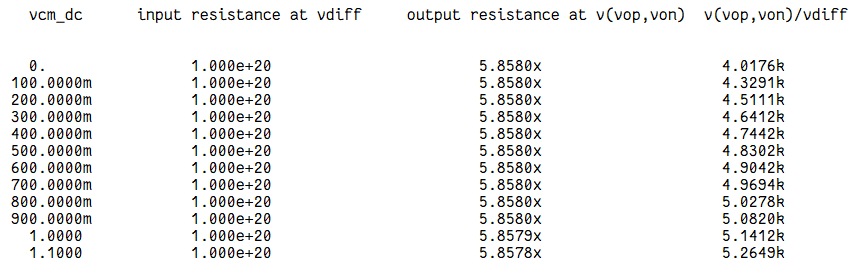 vcm_dc input resistance at vdiff output resistance at v(vop,von) v(vop,von)/vdiff
0. 1.000e+20 5.8580x 4.0176k
100.0000m 1.000e+20 5.8580x 4.3291k
200.0000m 1.000e+20 5.8580x 4.5111k
300.0000m 1.000e+20 5.8580x 4.6412k
400.0000m 1.000e+20 5.8580x 4.7442k
500.0000m 1.000e+20 5.8580x 4.8302k
600.0000m 1.000e+20 5.8580x 4.9042k
700.0000m 1.000e+20 5.8580x 4.9694k
800.0000m 1.000e+20 5.8580x 5.0278k
900.0000m 1.000e+20 5.8580x 5.0820k
1.0000 1.000e+20 5.8579x 5.1412k
1.1000 1.000e+20 5.8578x 5.2649k